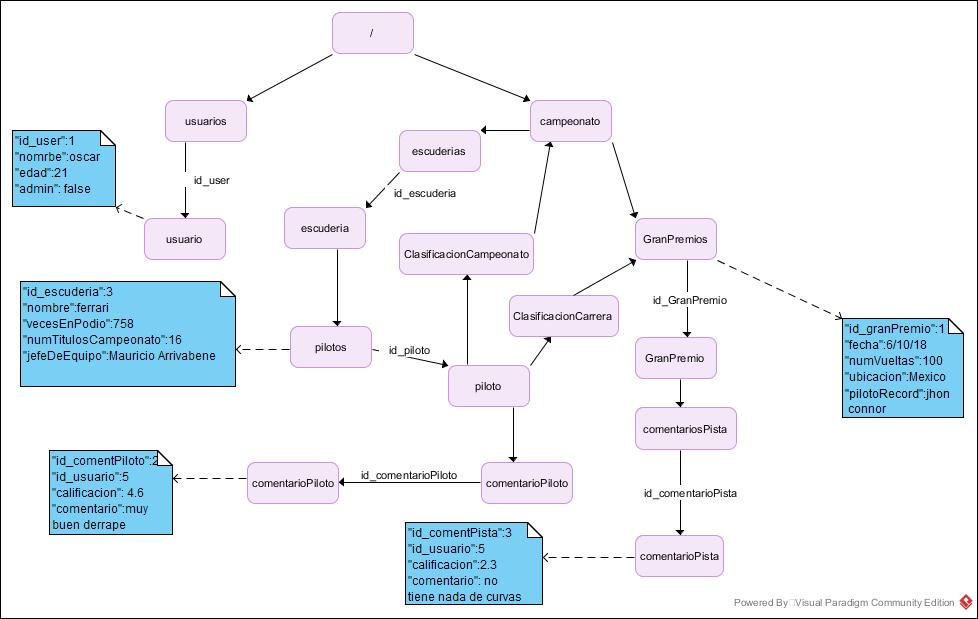 /
usuarios
campeonato
"id_user":1
"nomrbe":oscar
"edad":21
"admin": false
escuderias
id_user
id_escuderia
escuderia
usuario
ClasificacionCampeonato
GranPremios
"id_escuderia":3
"nombre":ferrari
"vecesEnPodio":758
"numTitulosCampeonato":16
"jefeDeEquipo":Mauricio Arrivabene
ClasificacionCarrera
id_GranPremio
"id_granPremio":1
"fecha":6/10/18
"numVueltas":100
"ubicacion":Mexico
"pilotoRecord":jhon
connor
pilotos
id_piloto
GranPremio
piloto
comentariosPista
"id_comentPiloto":2
"id_usuario":5
"calificacion": 4.6
"comentario":muy
buen derrape
comentarioPiloto
id_comentarioPiloto
comentarioPiloto
id_comentarioPista
"id_comentPista":3
"id_usuario":5
"calificacion":2.3
"comentario": no
tiene nada de curvas
comentarioPista
Powered By Visual Paradigm Community Edition